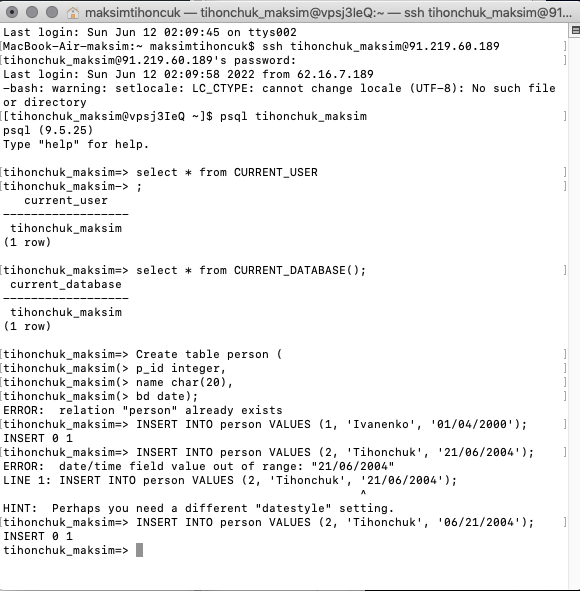 maksimtihoncuk — tihonchuk_maksim@vpsj3IeQ:~ — ssh tihonchuk_maksim@91...
Last login: Sun Jun 12 02:09:45 on ttys002
[MacBook-Air-maksim:~ maksimtihoncuk$ ssh tihonchuk_maksim@91.219.60.189 ]
[tihonchuk_maksim@91.219.60.189's password: ]
Last login: Sun Jun 12 02:09:58 2022 from 62.16.7.189
-bash: warning: setlocale: LC_CTYPE: cannot change locale (UTF-8): No such file
or directory
[[tihonchuk_maksim@vpsj3IeQ ~]$ psql tihonchuk_maksim ]
psql (9.5.25)
Type "help" for help.

[tihonchuk_maksim=> select * from CURRENT_USER ]
[tihonchuk_maksim-> ; ]
   current_user
------------------
 tihonchuk_maksim
(1 row)

[tihonchuk_maksim=> select * from CURRENT_DATABASE(); ]
 current_database
------------------
 tihonchuk_maksim
(1 row)

[tihonchuk_maksim=> Create table person ( ]
[tihonchuk_maksim(> p_id integer, ]
[tihonchuk_maksim(> name char(20), ]
[tihonchuk_maksim(> bd date); ]
ERROR:  relation "person" already exists
[tihonchuk_maksim=> INSERT INTO person VALUES (1, 'Ivanenko', '01/04/2000'); ]
INSERT 0 1
[tihonchuk_maksim=> INSERT INTO person VALUES (2, 'Tihonchuk', '21/06/2004'); ]
ERROR:  date/time field value out of range: "21/06/2004"
LINE 1: INSERT INTO person VALUES (2, 'Tihonchuk', '21/06/2004');
                                                   ^
HINT:  Perhaps you need a different "datestyle" setting.
[tihonchuk_maksim=> INSERT INTO person VALUES (2, 'Tihonchuk', '06/21/2004'); ]
INSERT 0 1
tihonchuk_maksim=>